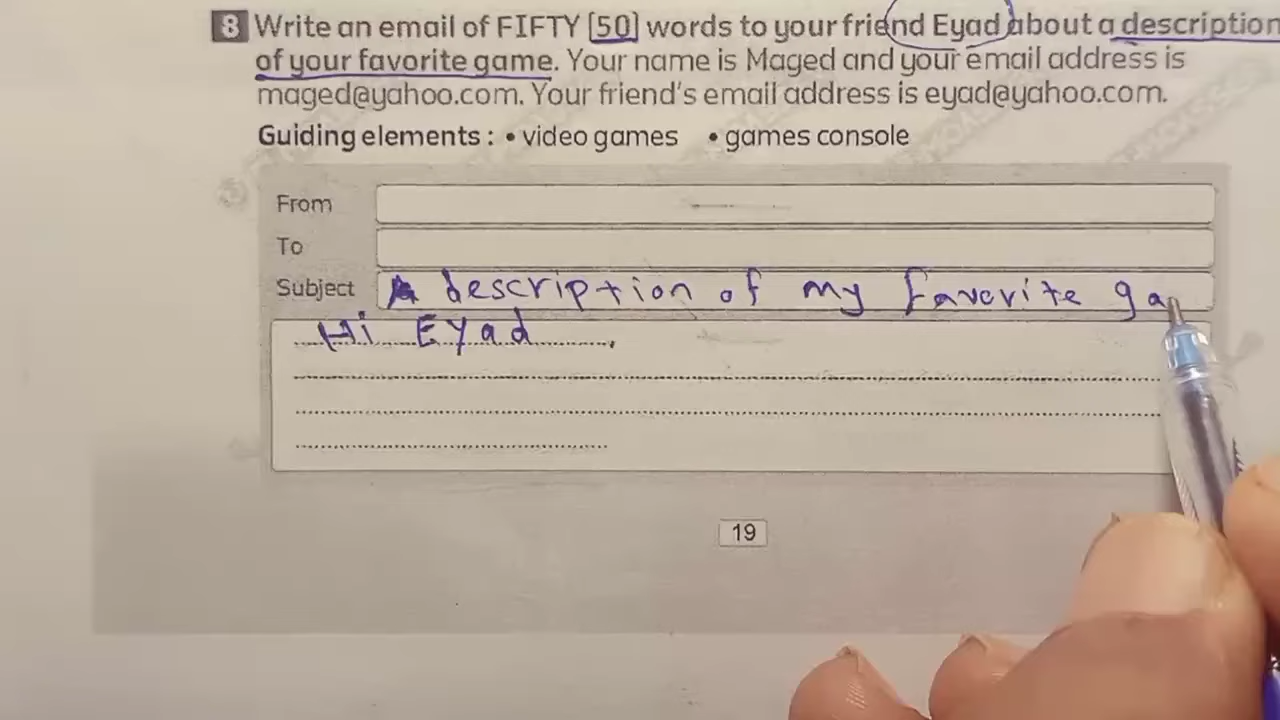 8 Write an email of FIFTY [50] words to your friend Eyad about a description
of your favorite game. Your name is Maged and your email address is
maged@yahoo.com. Your friend's email address is eyad@yahoo.com.
Guiding elements : • video games • games console
From
To
Subject A description of my favorite ga
Hi Eyad ,
19